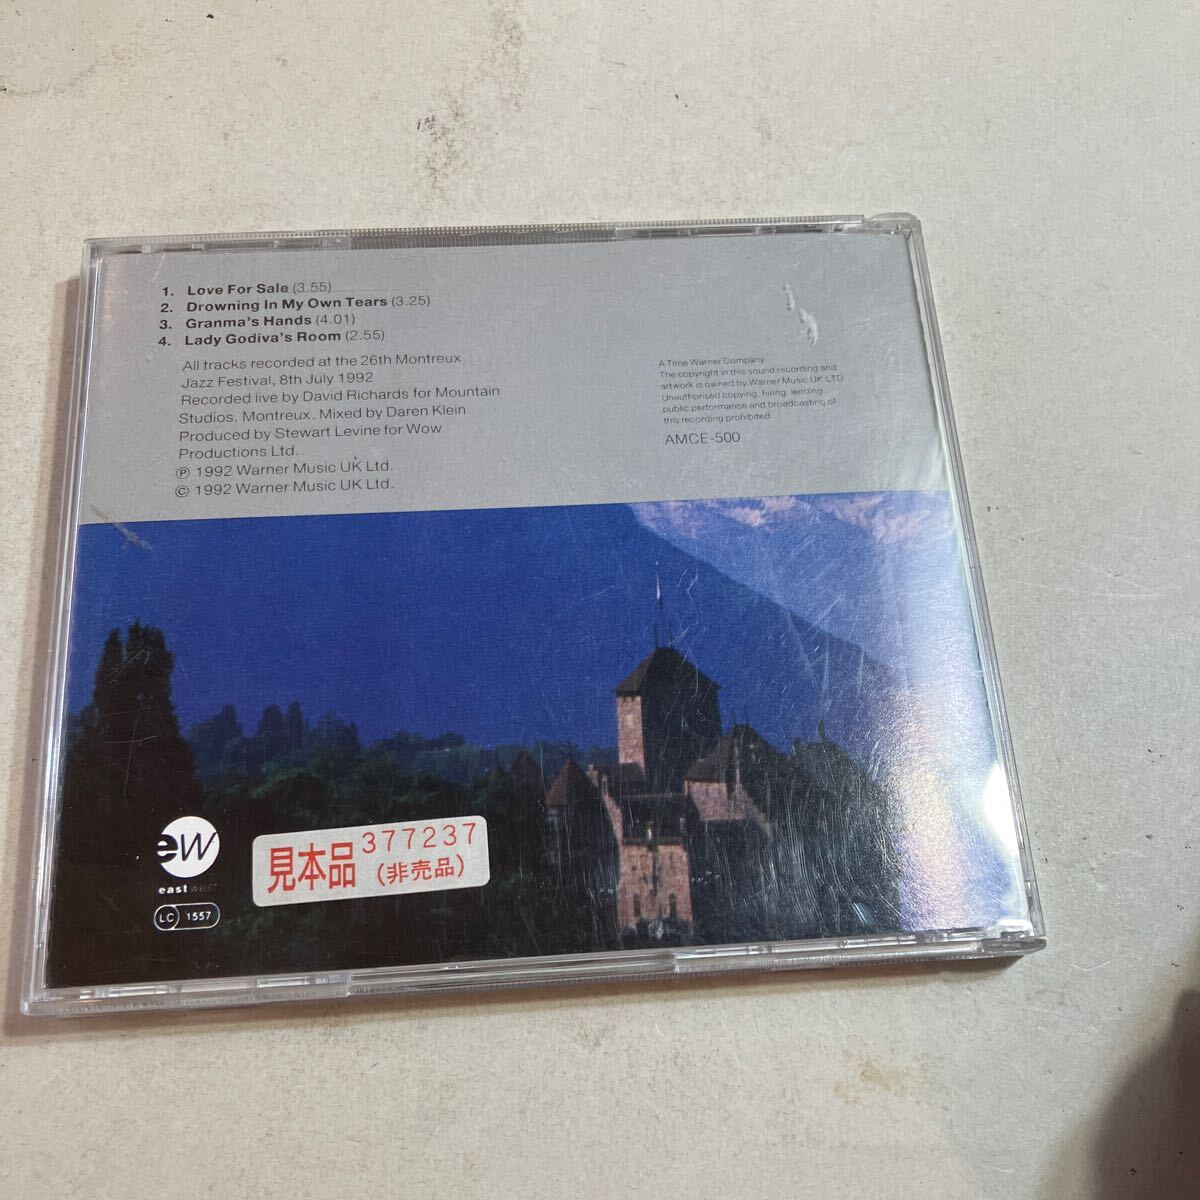 1. Love For Sale (3.55)
2. Drowning In My Own Tears (3.25)
3. Granma's Hands (4.01)
4. Lady Godiva's Room (2.55)
All tracks recorded at the 26th Montreux
Jazz Festival, 8th July 1992
Recorded live by David Richards for Mountain
Studios, Montreux. Mixed by Daren Klein
Produced by Stewart Levine for Wow
Productions Ltd.
℗ 1992 Warner Music UK Ltd.
© 1992 Warner Music UK Ltd.
A Time Warner Company
The copyright in this sound recording and
artwork is owned by Warner Music UK LTD
Unauthorised copying, hiring, lending
public performance and broadcasting of
this recording prohibited
AMCE-500
ew
eastwest
LC 1557
見本品 377237
(非売品)